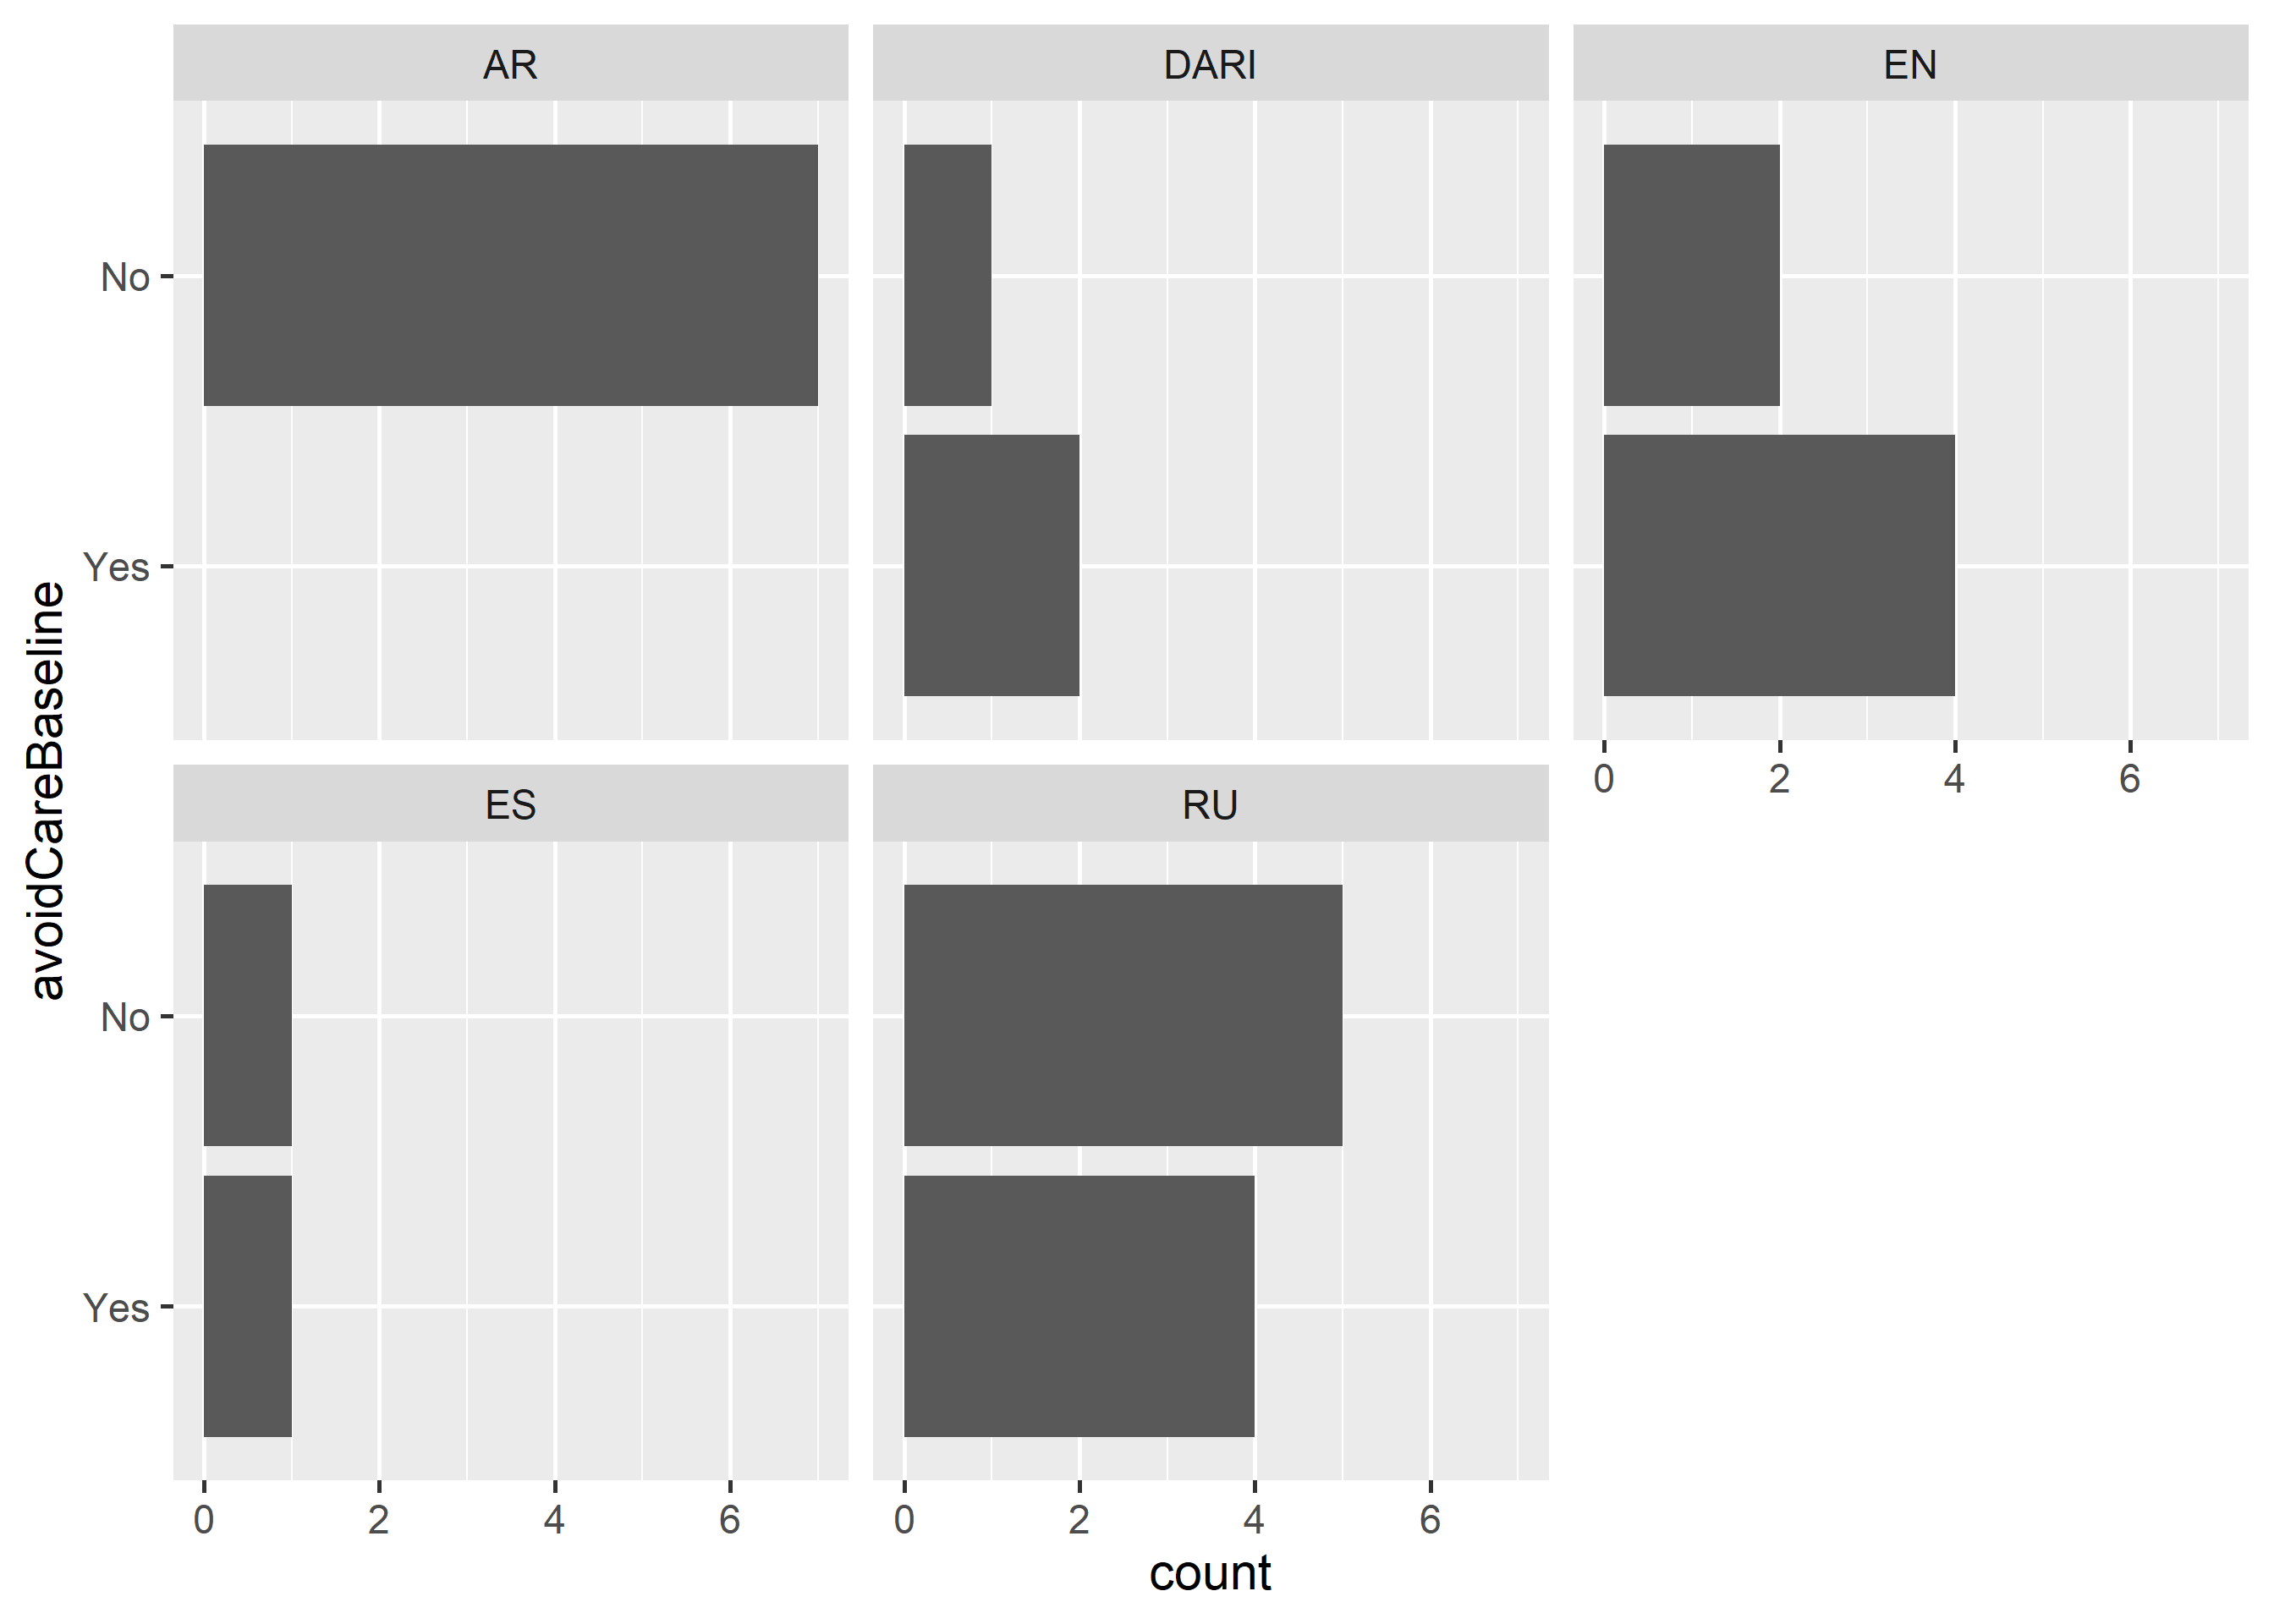 AR
DARI
EN
No
Yes
0 2 4 6
ES
RU
No
Yes
0 2 4 6
0 2 4 6
count
avoidCareBaseline